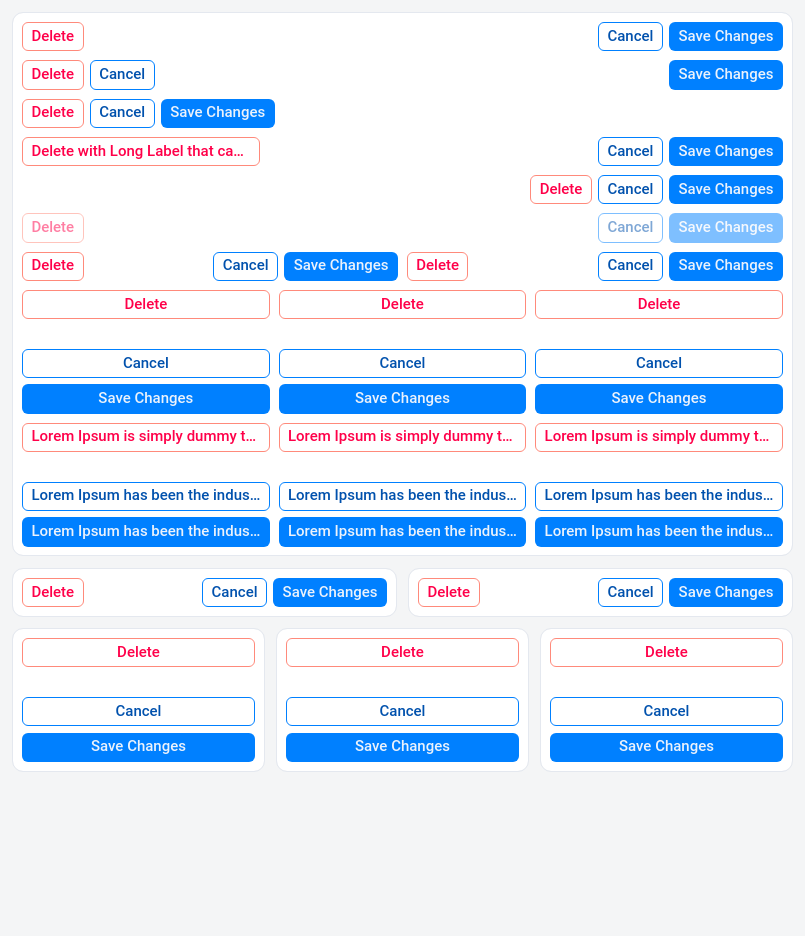 Delete Cancel Save Changes
Delete Cancel Save Changes
Delete Cancel Save Changes
Delete with Long Label that ca... Cancel Save Changes
Delete Cancel Save Changes
Delete Cancel Save Changes
Delete Cancel Save Changes Delete Cancel Save Changes
Delete Delete Delete
Cancel Cancel Cancel
Save Changes Save Changes Save Changes
Lorem Ipsum is simply dummy t... Lorem Ipsum is simply dummy t... Lorem Ipsum is simply dummy t...
Lorem Ipsum has been the indus... Lorem Ipsum has been the indus... Lorem Ipsum has been the indus...
Lorem Ipsum has been the indus... Lorem Ipsum has been the indus... Lorem Ipsum has been the indus...
Delete Cancel Save Changes Delete Cancel Save Changes
Delete Delete Delete
Cancel Cancel Cancel
Save Changes Save Changes Save Changes